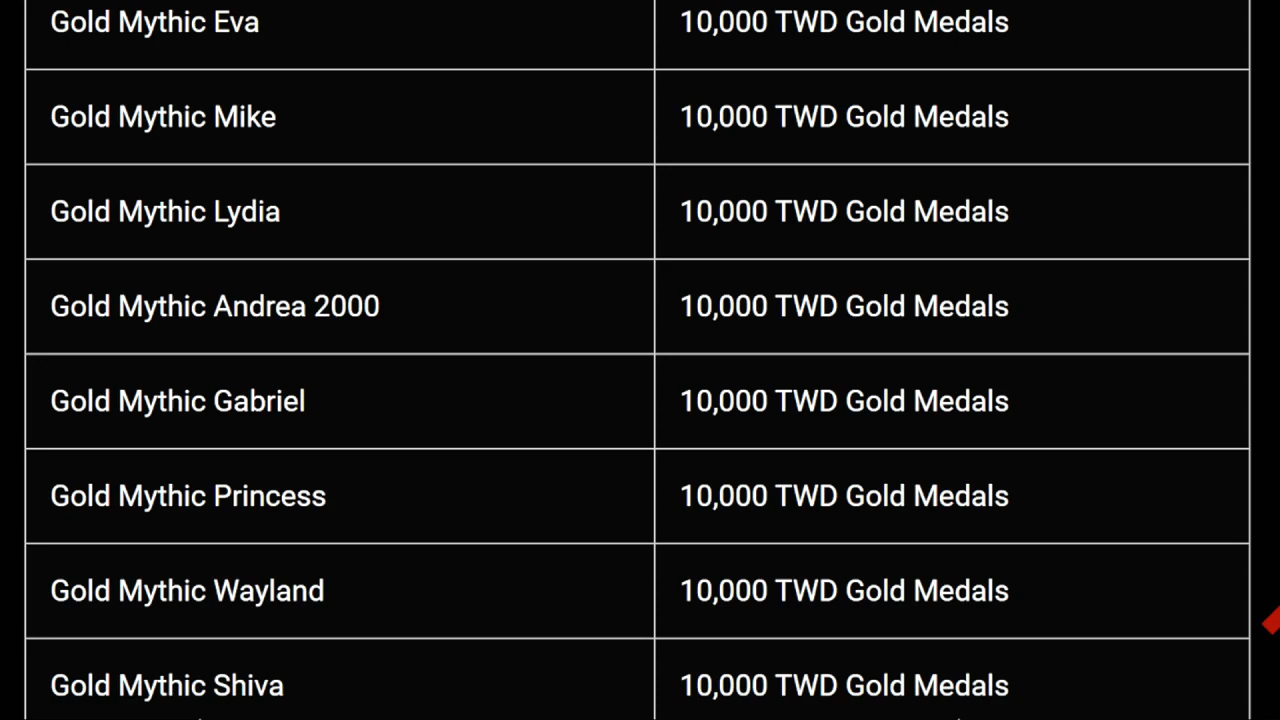 Gold Mythic Eva 10,000 TWD Gold Medals
Gold Mythic Mike 10,000 TWD Gold Medals
Gold Mythic Lydia 10,000 TWD Gold Medals
Gold Mythic Andrea 2000 10,000 TWD Gold Medals
Gold Mythic Gabriel 10,000 TWD Gold Medals
Gold Mythic Princess 10,000 TWD Gold Medals
Gold Mythic Wayland 10,000 TWD Gold Medals
Gold Mythic Shiva 10,000 TWD Gold Medals